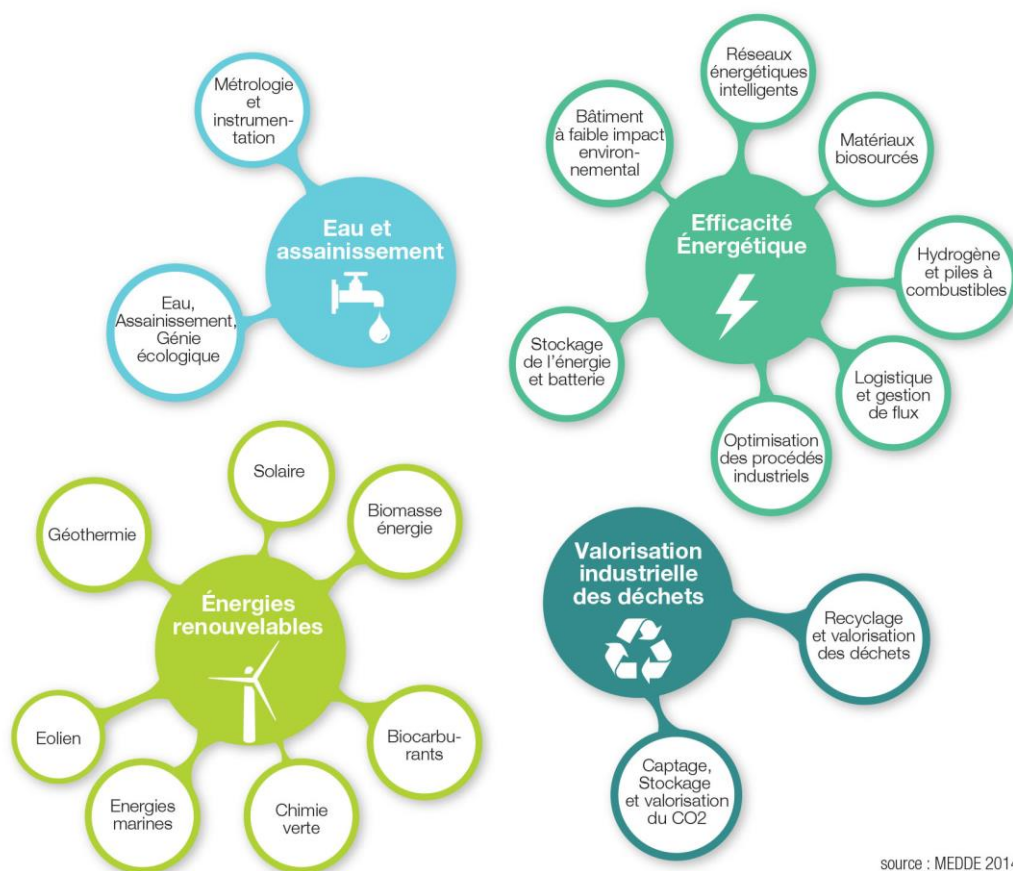 Métrologie
et
instrumen-
tation
Eau et
assainissement
Eau,
Assainissement,
Génie
écologique
Réseaux
énergétiques
intelligents
Bâtiment
à faible impact
environ-
nemental
Matériaux
biosourcés
Efficacité
Énergétique
Hydrogène
et piles à
combustibles
Stockage
de l'énergie
et batterie
Logistique
et gestion
de flux
Optimisation
des procédés
industriels
Solaire
Biomasse
énergie
Géothermie
Énergies
renouvelables
Eolien
Biocarbu-
rants
Energies
marines
Chimie
verte
Valorisation
industrielle
des déchets
Recyclage
et valorisation
des déchets
Captage,
Stockage
et valorisation
du CO2
source : MEDDE 2014